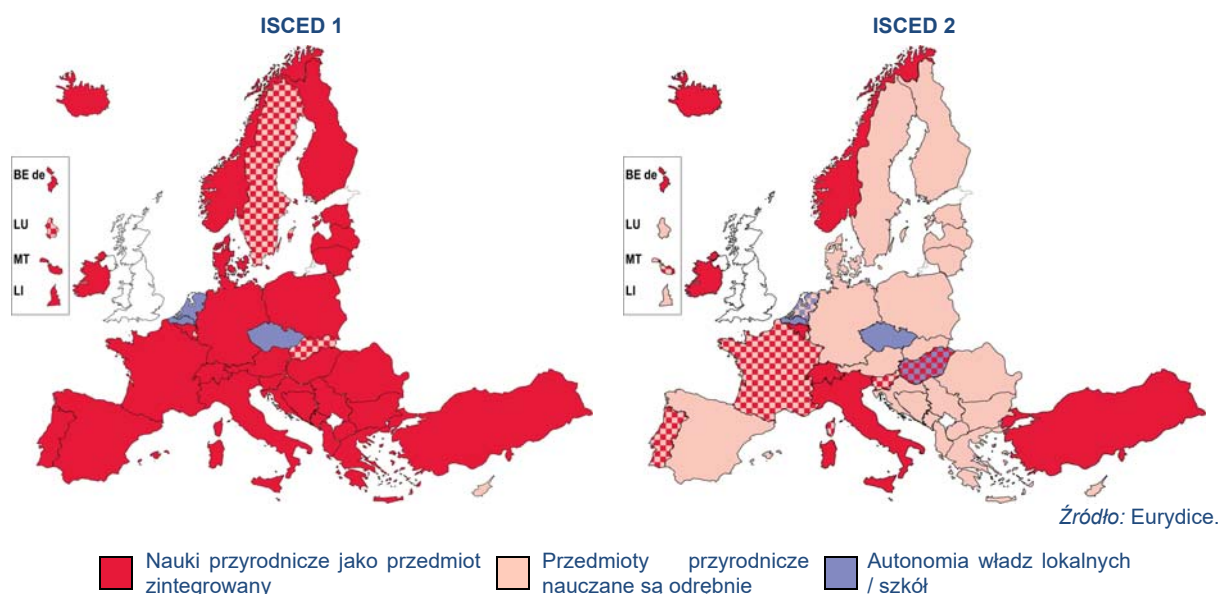 ISCED 1
ISCED 2
BE de
LU
MT
LI
BE de
LU
MT
LI
Źródło: Eurydice.
Nauki przyrodnicze jako przedmiot
zintegrowany
Przedmioty przyrodnicze
nauczane są odrębnie
Autonomia władz lokalnych
/ szkół